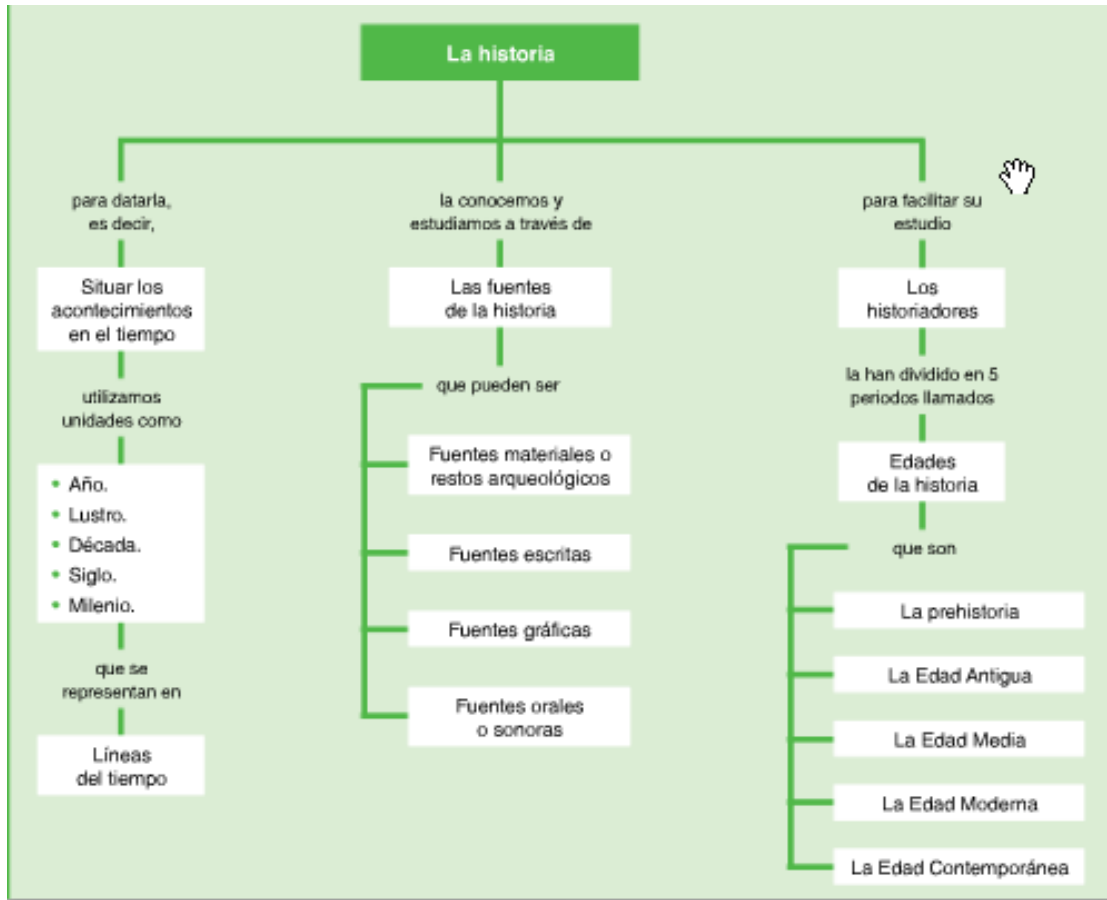 La historia
para datarla,
es decir,
Situar los
acontecimientos
en el tiempo
utilizamos
unidades como
• Año.
• Lustro.
• Década.
• Siglo.
• Milenio.
que se
representan en
Líneas
del tiempo
la conocemos y
estudiamos a través de
Las fuentes
de la historia
que pueden ser
Fuentes materiales o
restos arqueológicos
Fuentes escritas
Fuentes gráficas
Fuentes orales
o sonoras
para facilitar su
estudio
Los
historiadores
la han dividido en 5
periodos llamados
Edades
de la historia
que son
La prehistoria
La Edad Antigua
La Edad Media
La Edad Moderna
La Edad Contemporánea